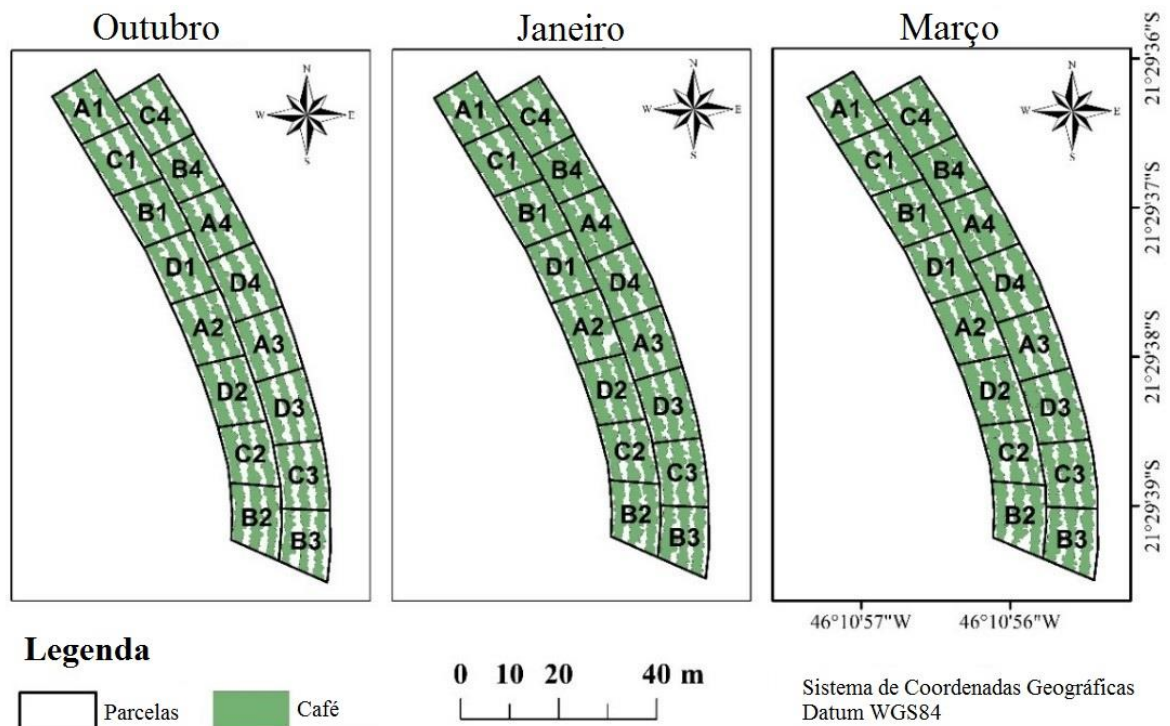 Outubro
Janeiro
Março
N
W
E
S
A1
C4
C1
B4
B1
A4
D1
D4
A2
A3
D2
D3
C2
C3
B2
B3
N
W
E
S
A1
C4
C1
B4
B1
A4
D1
D4
A2
A3
D2
D3
C2
C3
B2
B3
N
W
E
S
A1
C4
C1
B4
B1
A4
D1
D4
A2
A3
D2
D3
C2
C3
B2
B3
21°29'36"S
21°29'37"S
21°29'38"S
21°29'39"S
46°10'57"W 46°10'56"W
Legenda
Parcelas Café
0 10 20 40 m
Sistema de Coordenadas Geográficas
Datum WGS84